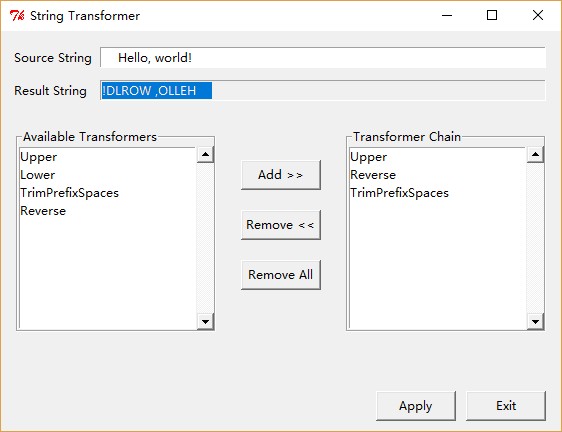 String Transformer
Source String    Hello, world!
Result String !DLROW ,OLLEH
Available Transformers
Upper
Lower
TrimPrefixSpaces
Reverse
Add >>
Remove <<
Remove All
Transformer Chain
Upper
Reverse
TrimPrefixSpaces
Apply
Exit